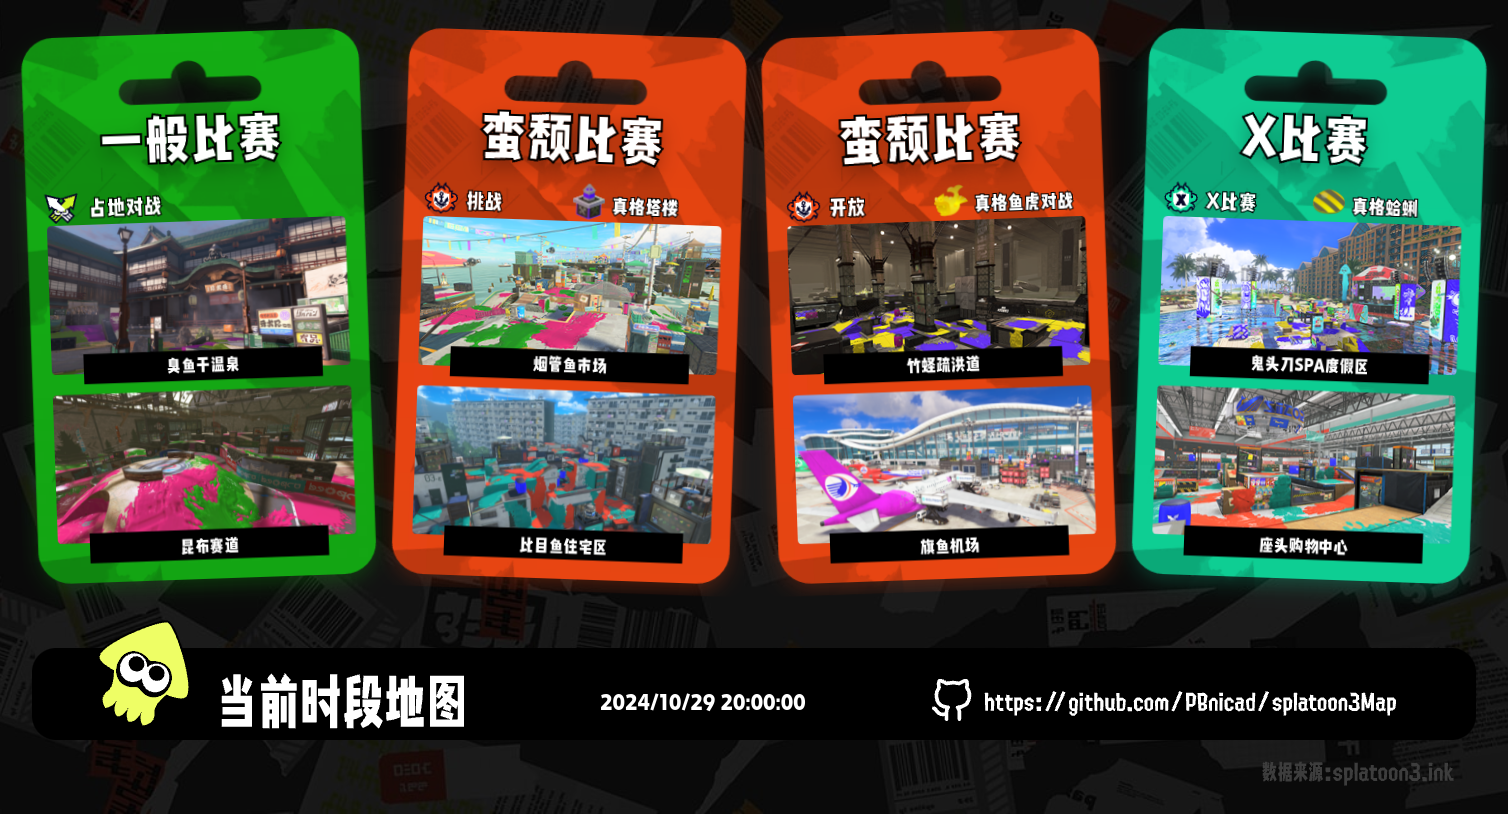 一般比赛
占地对战
臭鱼干温泉
昆布赛道
蛮颓比赛
挑战
真格塔楼
烟管鱼市场
比目鱼住宅区
蛮颓比赛
开放
真格鱼虎对战
竹蛏疏洪道
旗鱼机场
X比赛
X比赛
真格蛤蜊
鬼头刀SPA度假区
座头购物中心
当前时段地图
2024/10/29 20:00:00
https://github.com/PBnicad/splatoon3Map
数据来源:splatoon3.ink